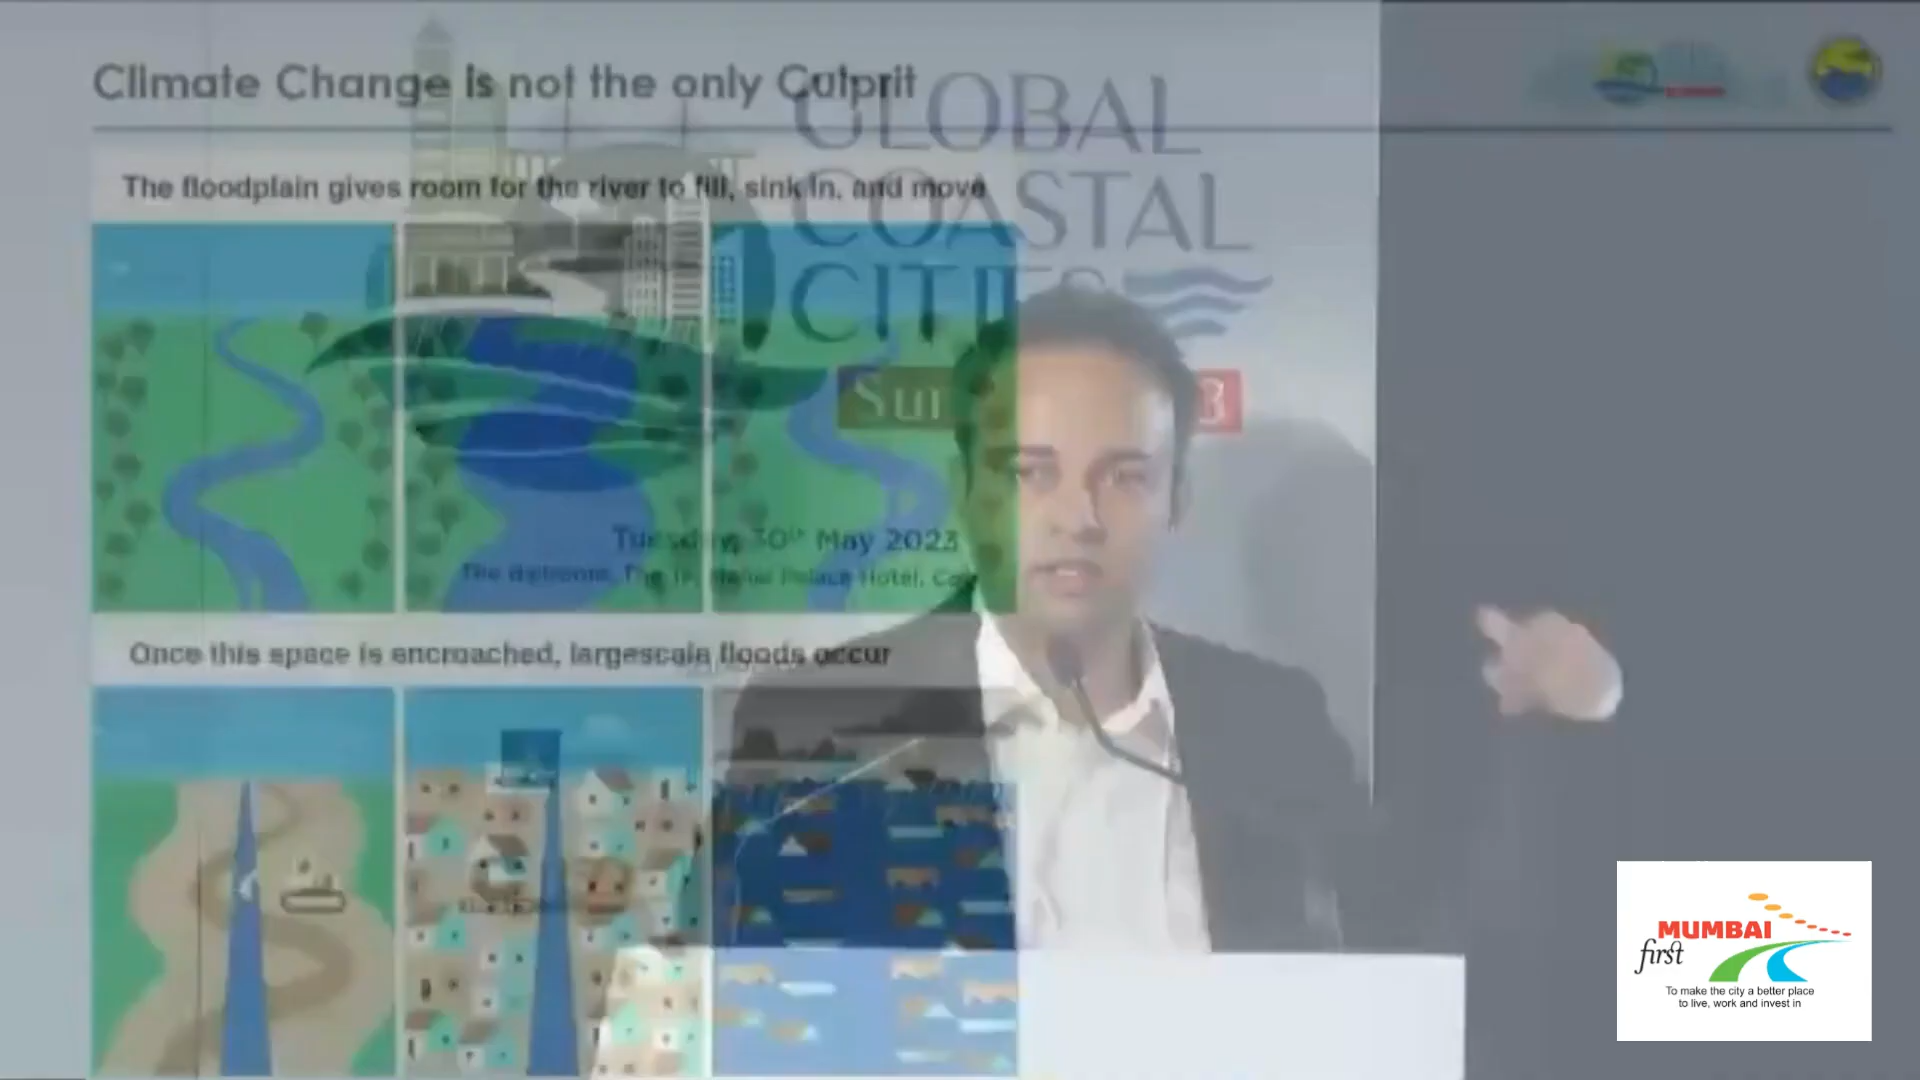 Climate Change is not the only Culprit
GLOBAL
COASTAL
CITIES
The floodplain gives room for the river to fill, sink in, and move
Tuesday, 30th May 2023
Palace Hotel,
Once this space is encroached, largescale floods occur
MUMBAI
first
To make the city a better place
to live, work and invest in